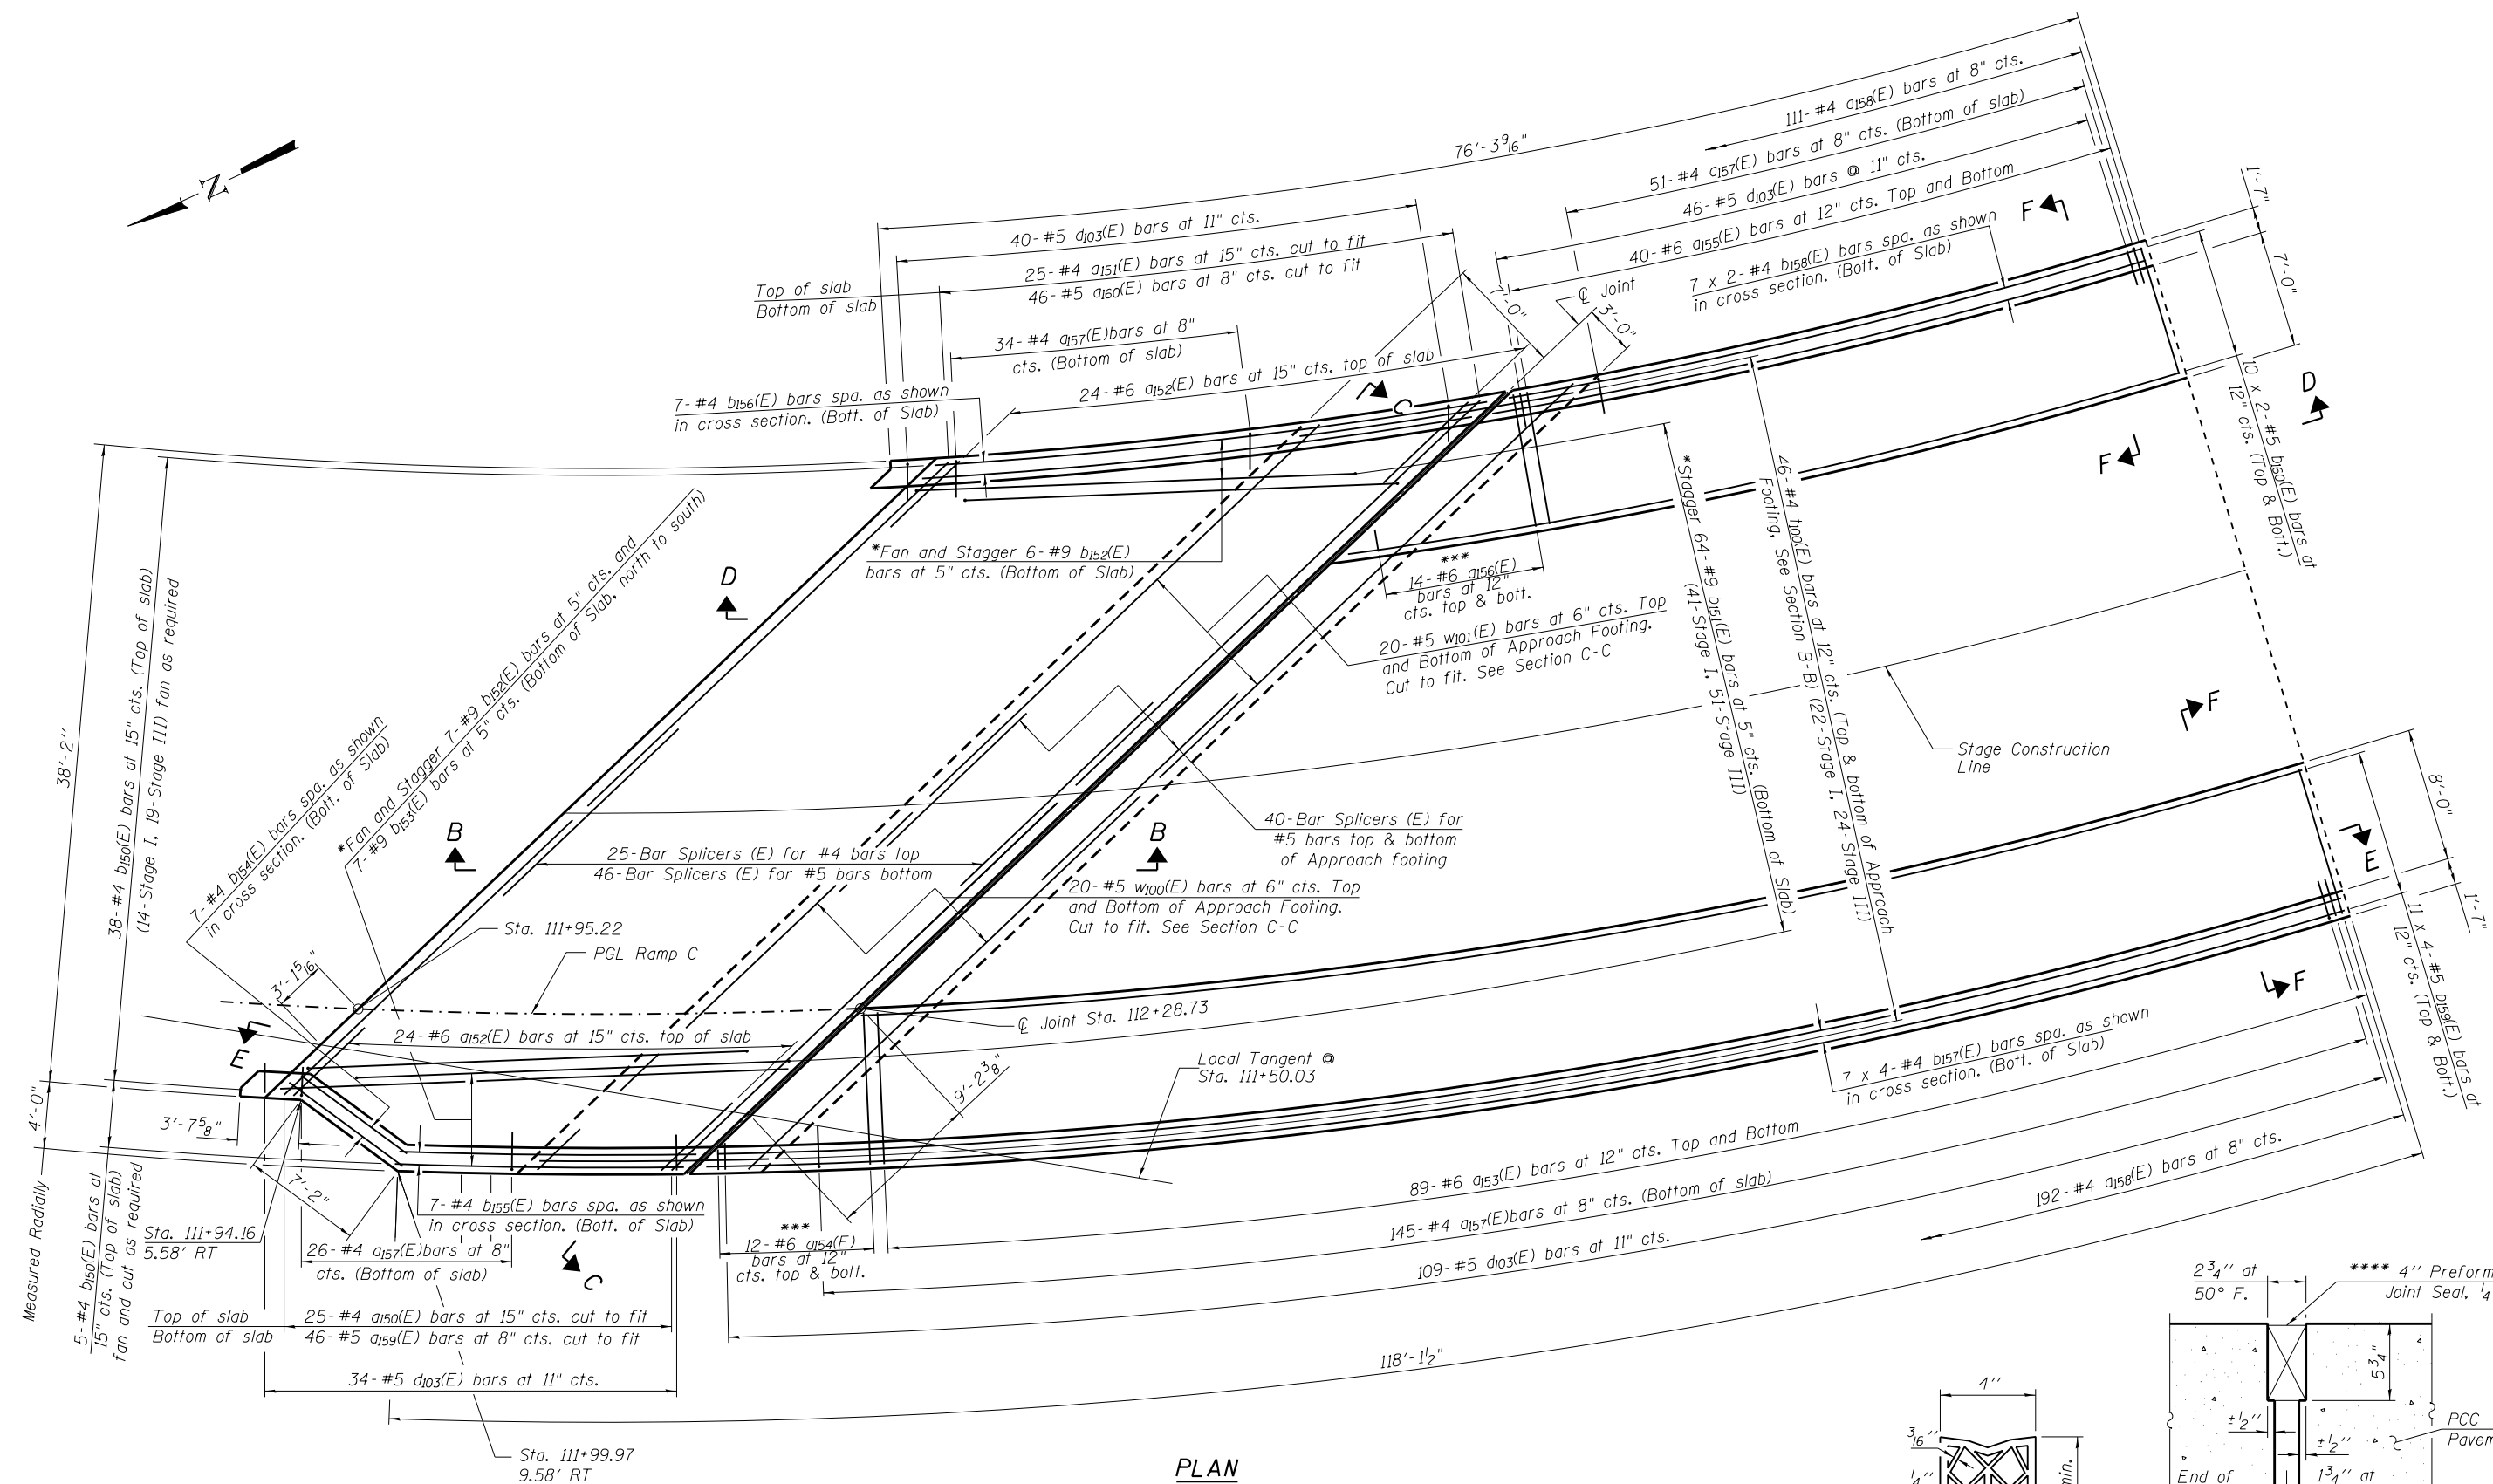 76'-3 9/16"
111-#4 a158(E) bars at 8" cts.
51-#4 a157(E) bars at 8" cts. (Bottom of slab)
46-#5 d103(E) bars @ 11" cts.
40-#6 a155(E) bars at 12" cts. Top and Bottom
7 x 2-#4 b158(E) bars spa. as shown
in cross section. (Bott. of Slab)
F
1'-7"
7'-0"
N
40-#5 d103(E) bars at 11" cts.
25-#4 a151(E) bars at 15" cts. cut to fit
46-#5 a160(E) bars at 8" cts. cut to fit
Top of slab
Bottom of slab
34-#4 a157(E)bars at 8"
cts. (Bottom of slab)
24-#6 a152(E) bars at 15" cts. top of slab
7-#4 b156(E) bars spa. as shown
in cross section. (Bott. of Slab)
℄ Joint
3'-0"
C
D
10 x 2-#5 b160(E) bars at
12" cts. (Top & Bott.)
F
*Fan and Stagger 6-#9 b152(E)
bars at 5" cts. (Bottom of Slab)
***
14-#6 a156(E)
bars at 12"
cts. top & bott.
20-#5 w101(E) bars at 6" cts. Top
and Bottom of Approach Footing.
Cut to fit. See Section C-C
*Stagger 64-#9 b151(E) bars at 5" cts. (Bottom of Slab)
(41-Stage I, 51-Stage III)
46-#4 t100(E) bars at 12" cts. (Top & bottom of Approach
Footing. See Section B-B) (22-Stage I, 24-Stage III)
38'-2"
38-#4 b150(E) bars at 15" cts. (Top of slab)
(14-Stage I, 19-Stage III) fan as required
*Fan and Stagger 7-#9 b152(E) bars at 5" cts. and
7-#9 b153(E) bars at 5" cts. (Bottom of Slab, north to south)
7-#4 b154(E) bars spa. as shown
in cross section. (Bott. of Slab)
D
F
Stage Construction
Line
8'-0"
E
1'-7"
B
B
40-Bar Splicers (E) for
#5 bars top & bottom
of Approach footing
25-Bar Splicers (E) for #4 bars top
46-Bar Splicers (E) for #5 bars bottom
20-#5 w100(E) bars at 6" cts. Top
and Bottom of Approach Footing.
Cut to fit. See Section C-C
11 x 4-#5 b159(E) bars at
12" cts. (Top & Bott.)
Sta. 111+95.22
PGL Ramp C
3'-1 5/16"
F
E
24-#6 a152(E) bars at 15" cts. top of slab
℄ Joint Sta. 112+28.73
Local Tangent @
Sta. 111+50.03
9'-2 3/8"
7 x 4-#4 b157(E) bars spa. as shown
in cross section. (Bott. of Slab)
4'-0"
Measured Radially
3'-7 5/8"
7'-2"
5-#4 b150(E) bars at
15" cts. (Top of slab)
fan and cut as required
Sta. 111+94.16
5.58' RT
7-#4 b155(E) bars spa. as shown
in cross section. (Bott. of Slab)
26-#4 a157(E)bars at 8"
cts. (Bottom of slab)
C
***
12-#6 a154(E)
bars at 12"
cts. top & bott.
89-#6 a153(E) bars at 12" cts. Top and Bottom
145-#4 a157(E)bars at 8" cts. (Bottom of slab)
109-#5 d103(E) bars at 11" cts.
192-#4 a158(E) bars at 8" cts.
118'-1 1/2"
Top of slab
Bottom of slab
25-#4 a150(E) bars at 15" cts. cut to fit
46-#5 a159(E) bars at 8" cts. cut to fit
34-#5 d103(E) bars at 11" cts.
Sta. 111+99.97
9.58' RT
PLAN
4"
3/16"
1/4"
min.
2 3/4" at
50° F.
**** 4" Preform
Joint Seal. 1/4
5 3/4"
±1/2"
±1/2"
PCC
Pavem
1 3/4" at
End of